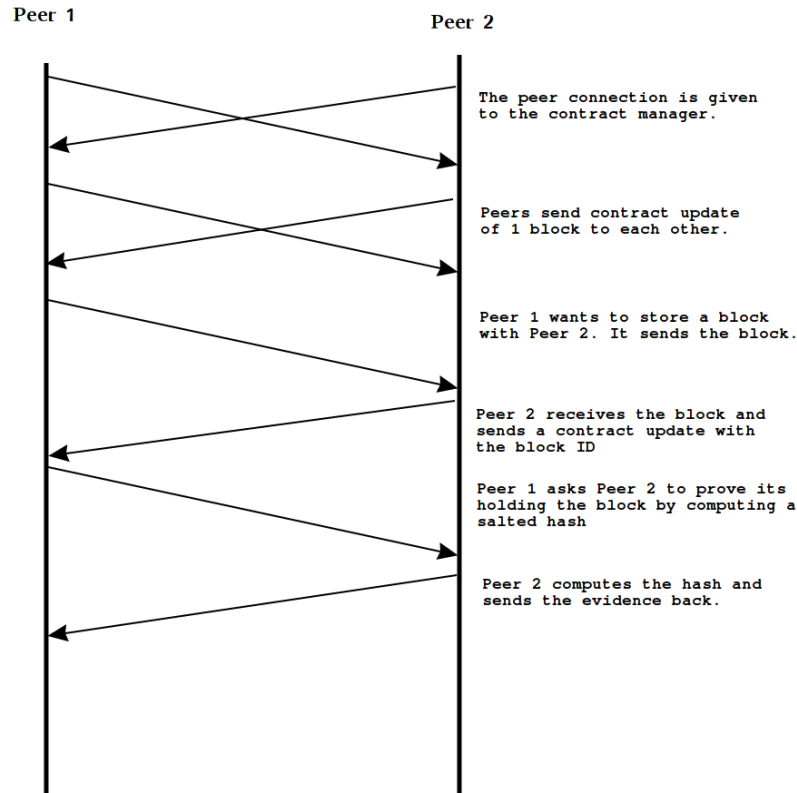 Peer 1
Peer 2
The peer connection is given
to the contract manager.
Peers send contract update
of 1 block to each other.
Peer 1 wants to store a block
with Peer 2. It sends the block.
Peer 2 receives the block and
sends a contract update with
the block ID
Peer 1 asks Peer 2 to prove its
holding the block by computing a
salted hash
Peer 2 computes the hash and
sends the evidence back.